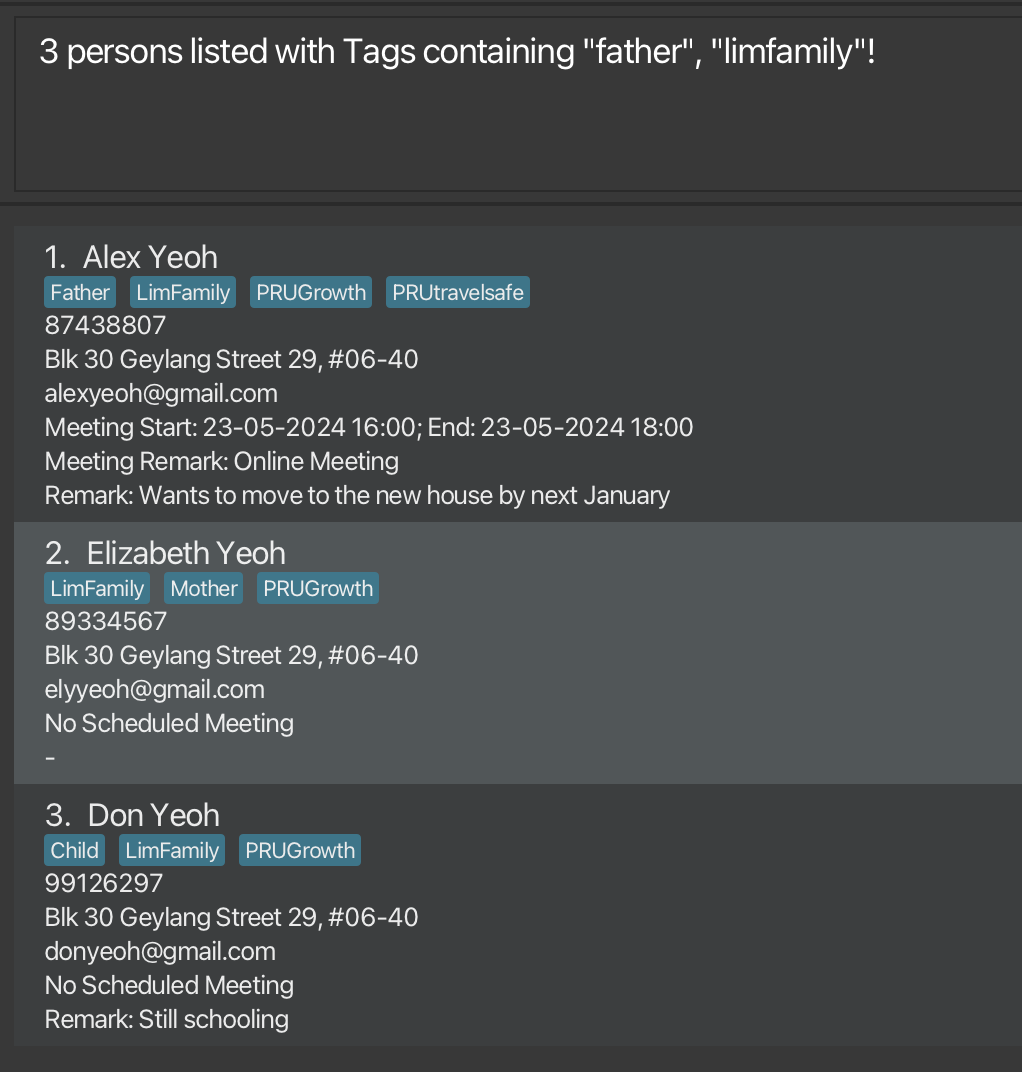 3 persons listed with Tags containing "father", "limfamily"!
1. Alex Yeoh
Father LimFamily PRUGrowth PRUtravelsafe
87438807
Blk 30 Geylang Street 29, #06-40
alexyeoh@gmail.com
Meeting Start: 23-05-2024 16:00; End: 23-05-2024 18:00
Meeting Remark: Online Meeting
Remark: Wants to move to the new house by next January
2. Elizabeth Yeoh
LimFamily Mother PRUGrowth
89334567
Blk 30 Geylang Street 29, #06-40
elyyeoh@gmail.com
No Scheduled Meeting
-
3. Don Yeoh
Child LimFamily PRUGrowth
99126297
Blk 30 Geylang Street 29, #06-40
donyeoh@gmail.com
No Scheduled Meeting
Remark: Still schooling